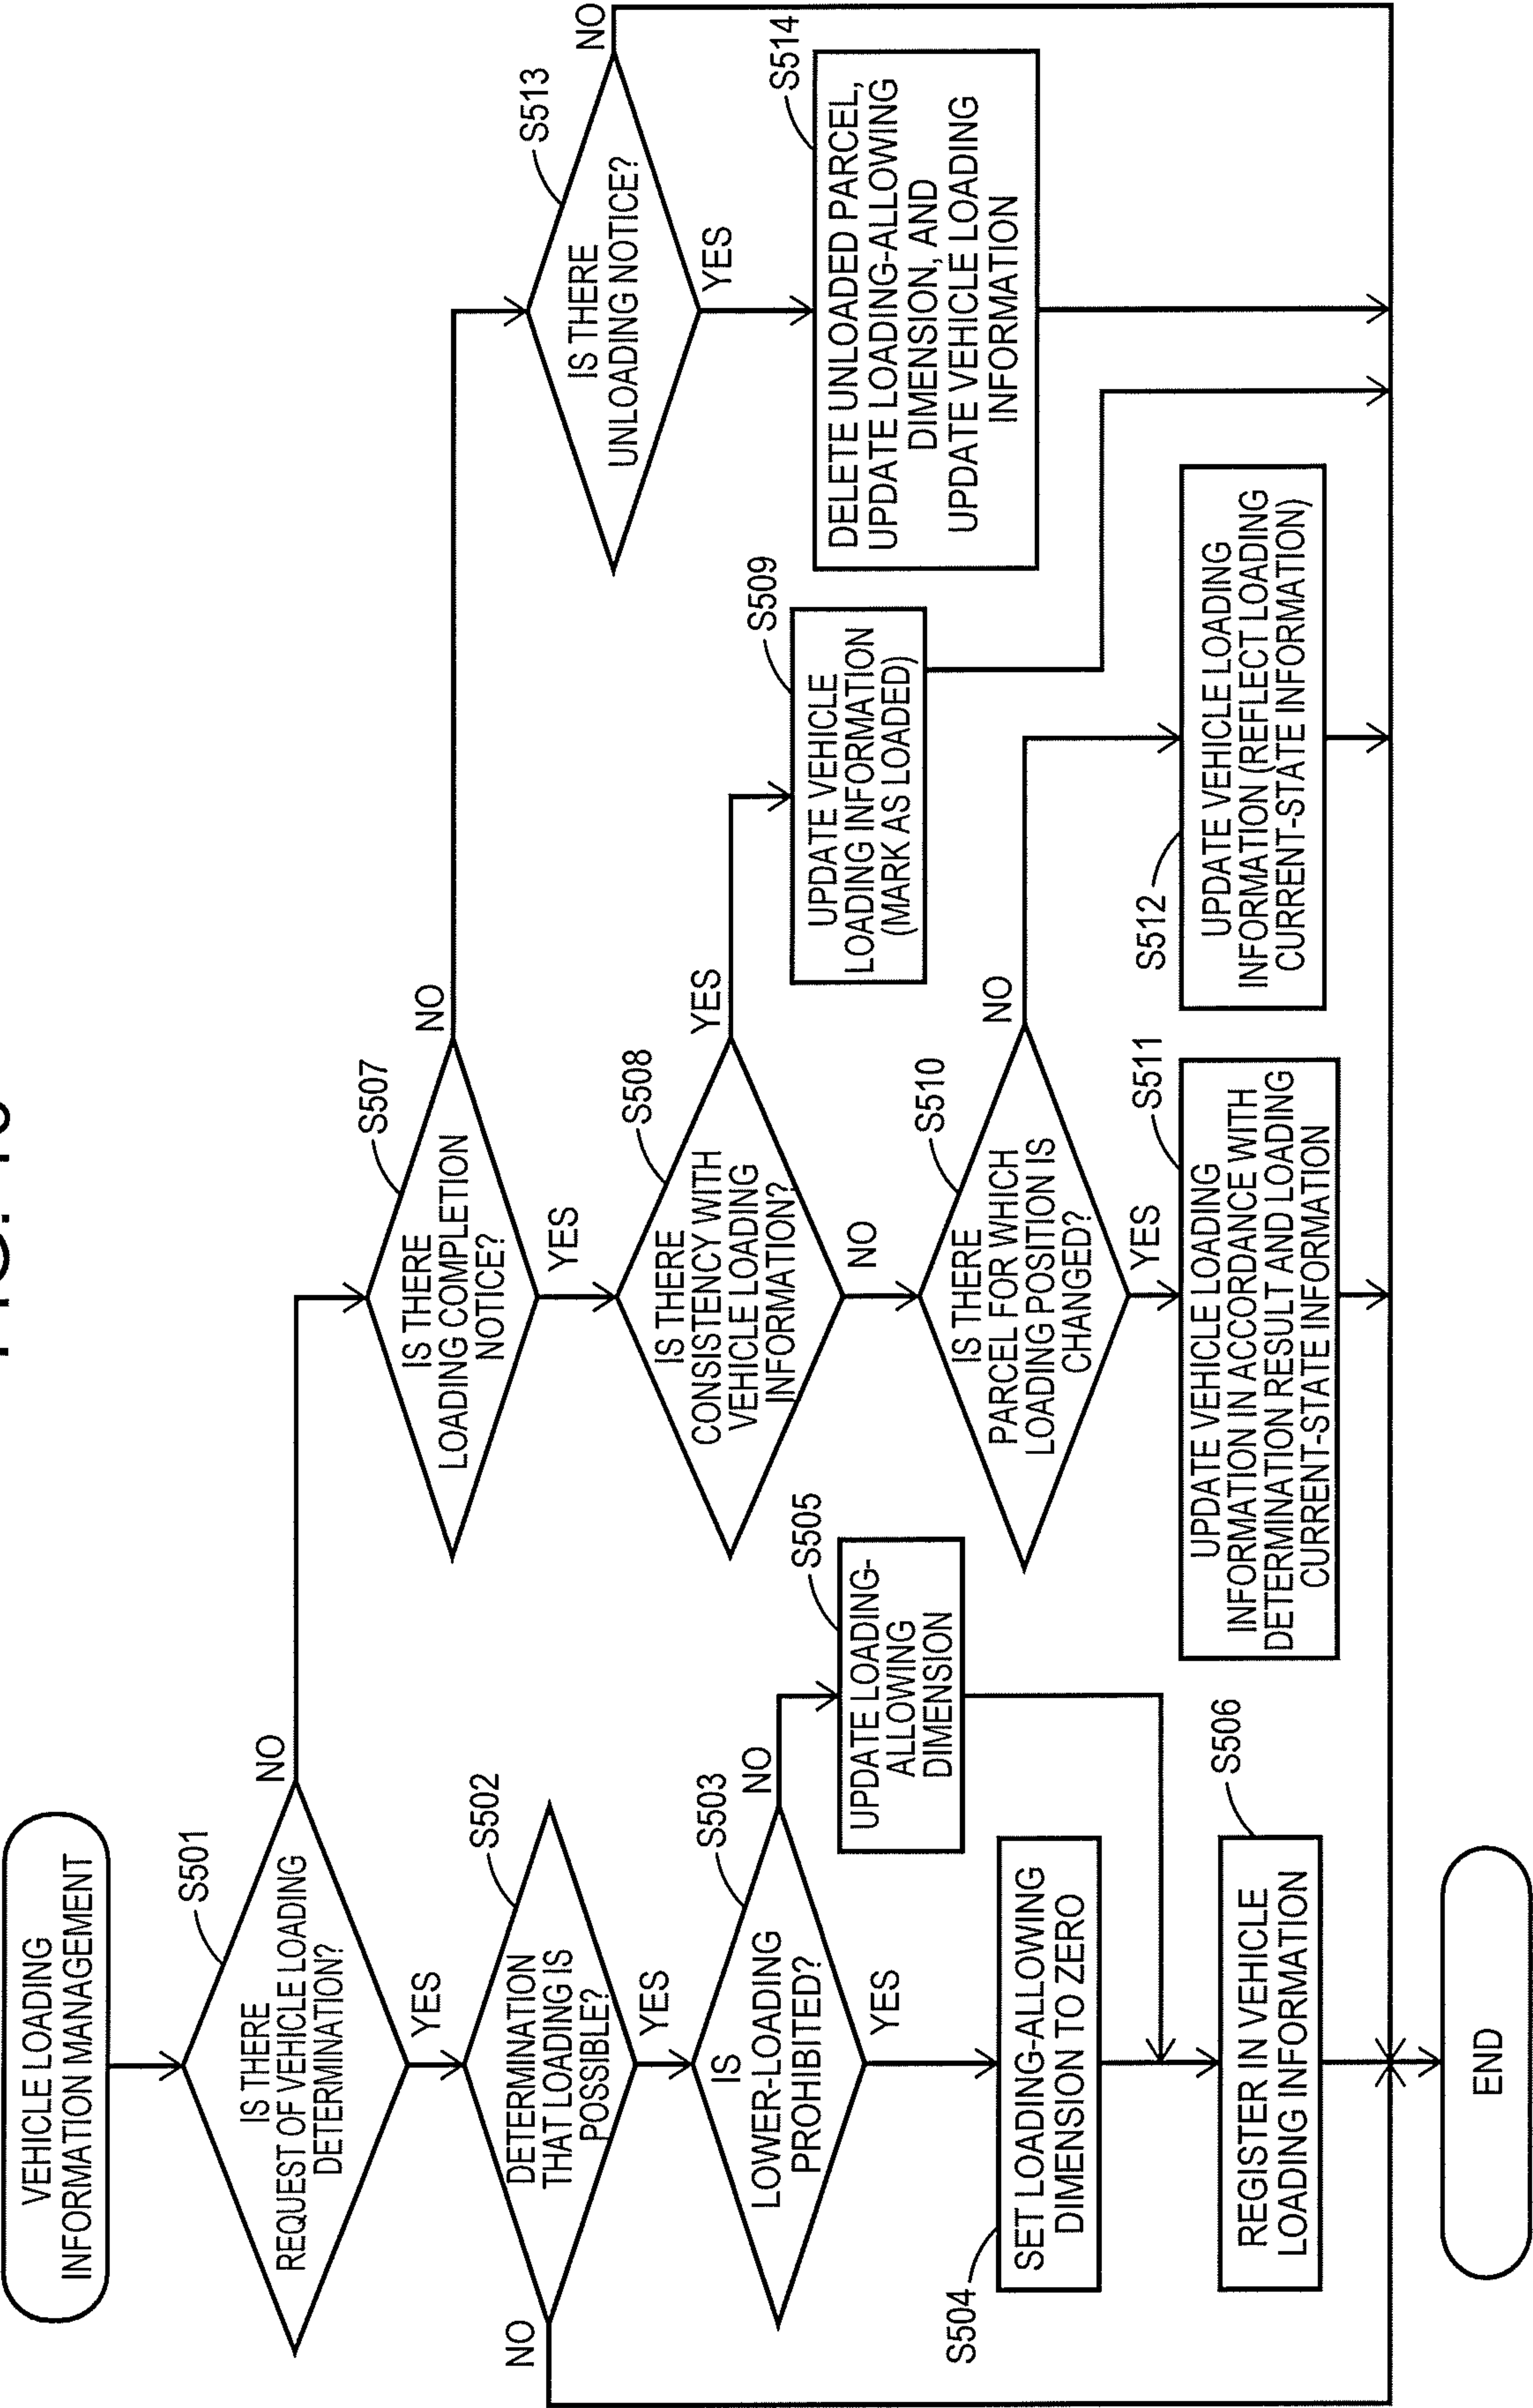 VEHICLE LOADING
INFORMATION MANAGEMENT
S501
IS THERE
REQUEST OF VEHICLE LOADING
DETERMINATION?
NO
YES
S502
DETERMINATION
THAT LOADING IS
POSSIBLE?
NO
YES
S503
IS
LOWER-LOADING
PROHIBITED?
NO
YES
S504
SET LOADING-ALLOWING
DIMENSION TO ZERO
S505
UPDATE LOADING-
ALLOWING
DIMENSION
S506
REGISTER IN VEHICLE
LOADING INFORMATION
S507
IS THERE
LOADING COMPLETION
NOTICE?
NO
YES
S508
IS THERE
CONSISTENCY WITH
VEHICLE LOADING
INFORMATION?
YES
NO
S509
UPDATE VEHICLE
LOADING INFORMATION
(MARK AS LOADED)
S510
IS THERE
PARCEL FOR WHICH
LOADING POSITION IS
CHANGED?
NO
YES
S511
UPDATE VEHICLE LOADING
INFORMATION IN ACCORDANCE WITH
DETERMINATION RESULT AND LOADING
CURRENT-STATE INFORMATION
S512
UPDATE VEHICLE LOADING
INFORMATION (REFLECT LOADING
CURRENT-STATE INFORMATION)
S513
IS THERE
UNLOADING NOTICE?
NO
YES
S514
DELETE UNLOADED PARCEL,
UPDATE LOADING-ALLOWING
DIMENSION, AND
UPDATE VEHICLE LOADING
INFORMATION
END